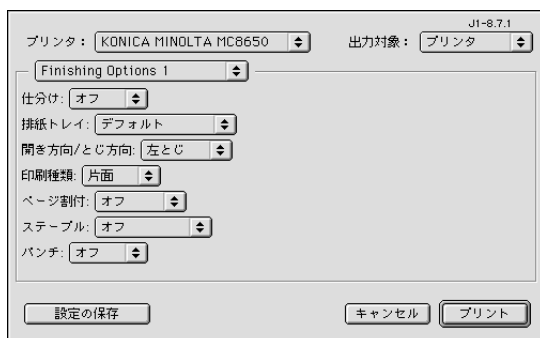 J1-8.7.1
プリンタ： KONICA MINOLTA MC8650 出力対象： プリンタ
Finishing Options 1
仕分け: オフ
排紙トレイ: デフォルト
開き方向/とじ方向: 左とじ
印刷種類: 片面
ページ割付: オフ
ステープル: オフ
パンチ: オフ
設定の保存 キャンセル プリント